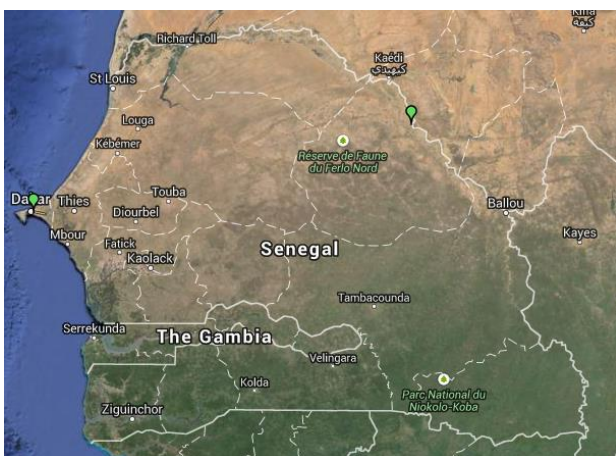 Kifa
كيفة
Richard Toll
Kaédi
كيهيدي
St Louis
Louga
Kébémer
Réserve de Faune
du Ferlo Nord
Touba
Dakar
Thies
Diourbel
Ballou
Mbour
Fatick
Kaolack
Senegal
Kayes
Tambacounda
Serrekunda
The Gambia
Velingara
Kolda
Parc National du
Niokolo-Koba
Ziguinchor